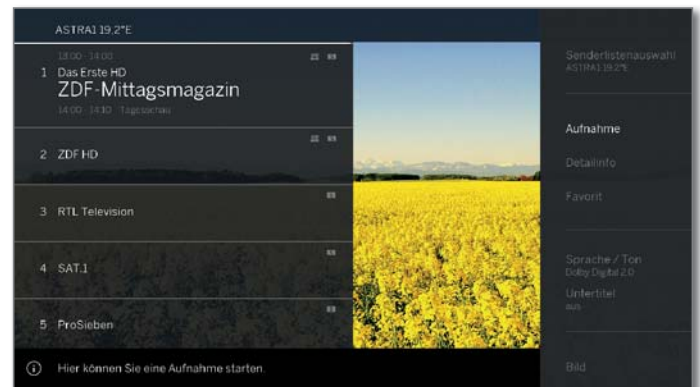 ASTRA1 19,2°E
13:00 - 14:00
1 Das Erste HD
ZDF-Mittagsmagazin
14:00 - 14:10 Tagesschau
2 ZDF HD
3 RTL Television
4 SAT.1
5 ProSieben
Hier können Sie eine Aufnahme starten.
Senderlistenauswahl
ASTRA1 19,2°E
Aufnahme
Detailinfo
Favorit
Sprache / Ton
Dolby Digital 2.0
Untertitel
aus
Bild